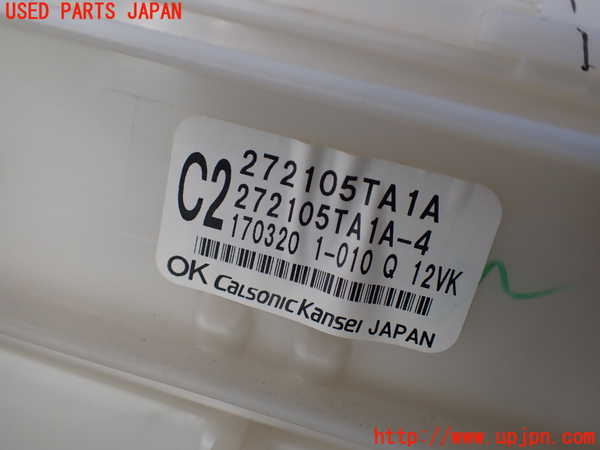 USED PARTS JAPAN
C2
272105TA1A
272105TA1A-4
170320 1-010 Q 12VK
OK CalsonicKansei JAPAN
http://www.upjpn.com